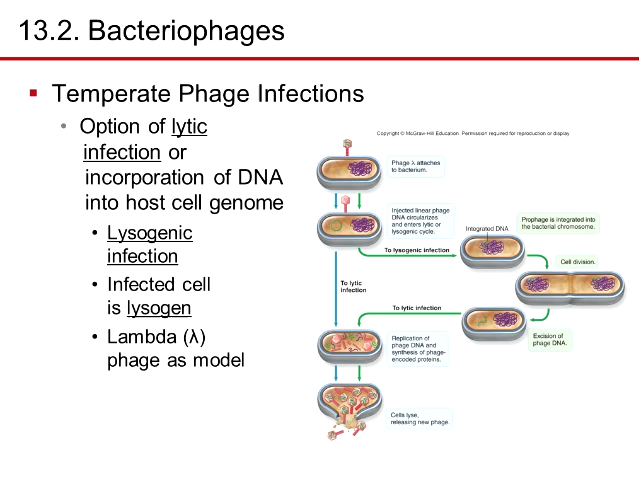 13.2. Bacteriophages
Temperate Phage Infections
Option of lytic
infection or
incorporation of DNA
into host cell genome
Lysogenic
infection
Infected cell
is lysogen
Lambda (λ)
phage as model
Copyright © McGraw-Hill Education. Permission required for reproduction or display
Phage λ attaches
to bacterium.
Injected linear phage
DNA circularizes
and enters lytic or
lysogenic cycle.
To lysogenic infection
Integrated DNA
Prophage is integrated into
the bacterial chromosome.
Cell division.
To lytic
infection
To lytic infection
Excision of
phage DNA.
Replication of
phage DNA and
synthesis of phage-
encoded proteins.
Cells lyse,
releasing new phage.